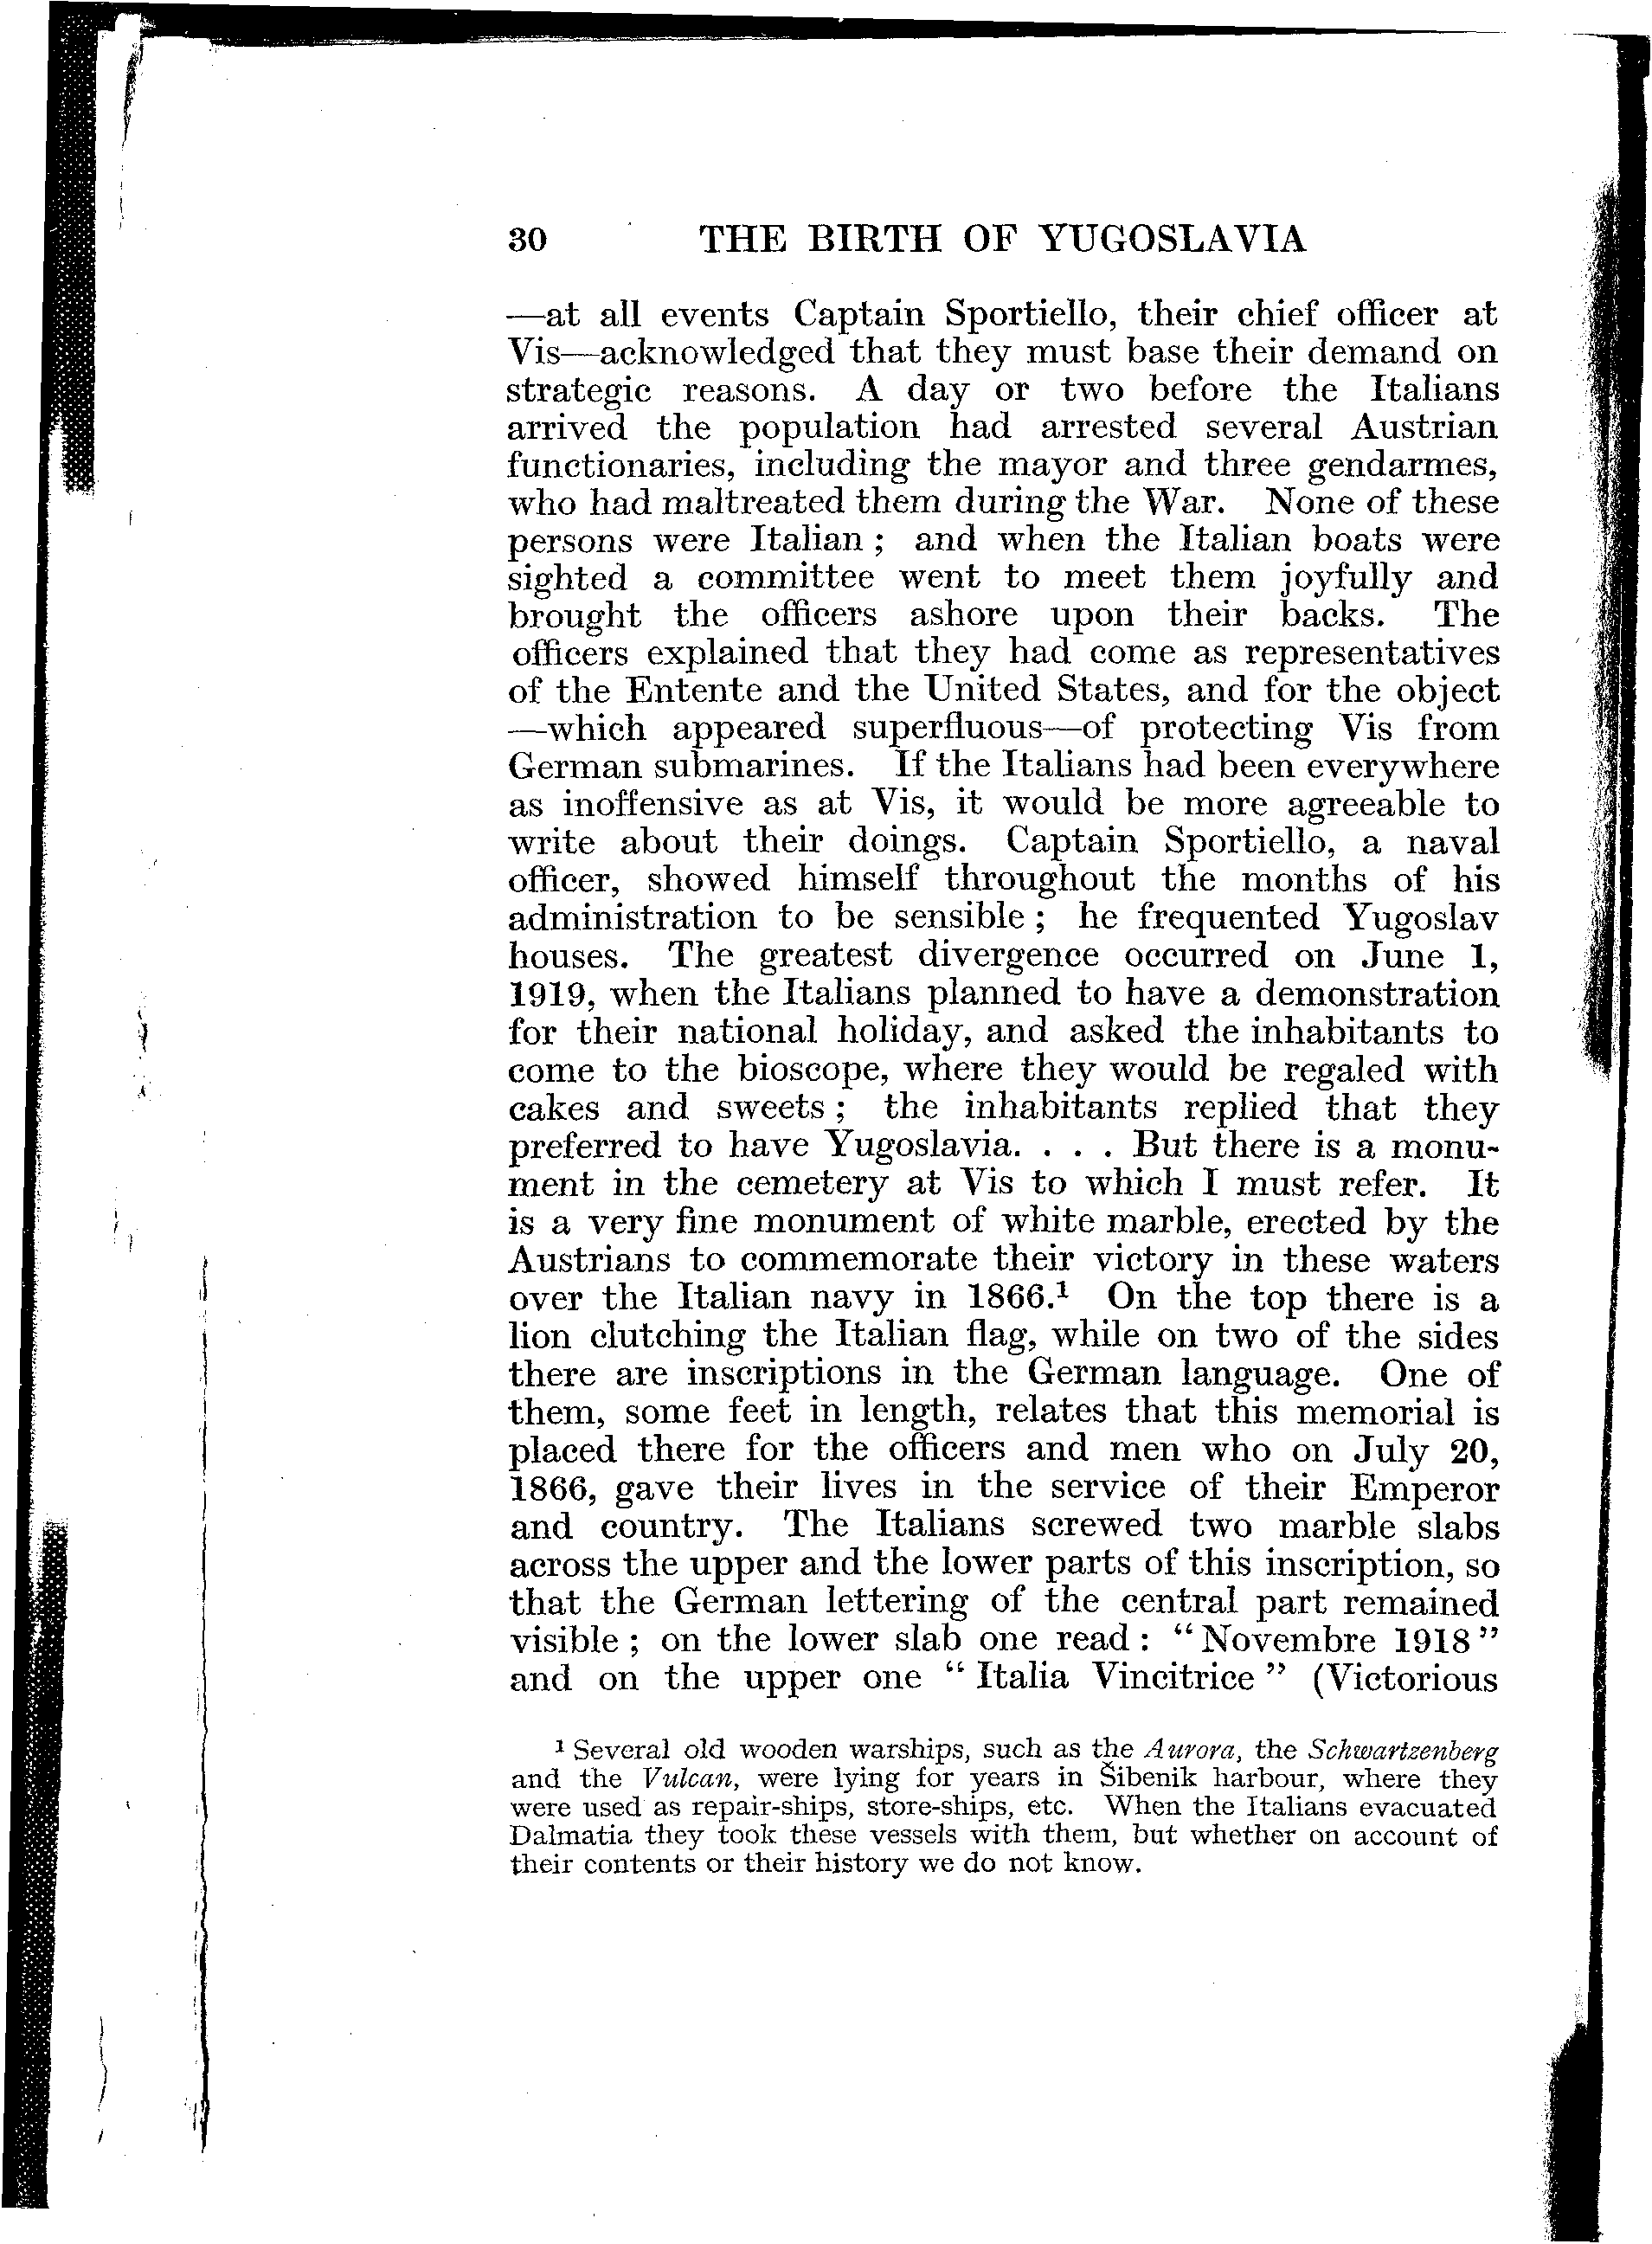 30 THE BIRTH OF YUGOSLAVIA
—at all events Captain Sportiello, their chief officer at
Vis—acknowledged that they must base their demand on
strategic reasons. A day or two before the Italians
arrived the population had arrested several Austrian
functionaries, including the mayor and three gendarmes,
who had maltreated them during the War. None of these
persons were Italian ; and when the Italian boats were
sighted a committee went to meet them joyfully and
brought the officers ashore upon their backs. The
officers explained that they had come as representatives
of the Entente and the United States, and for the object
—which appeared superfluous—of protecting Vis from
German submarines. If the Italians had been everywhere
as inoffensive as at Vis, it would be more agreeable to
write about their doings. Captain Sportiello, a naval
officer, showed himself throughout the months of his
administration to be sensible ; he frequented Yugoslav
houses. The greatest divergence occurred on June 1,
1919, when the Italians planned to have a demonstration
for their national holiday, and asked the inhabitants to
come to the bioscope, where they would be regaled with
cakes and sweets ; the inhabitants replied that they
preferred to have Yugoslavia. . . . But there is a monu-
ment in the cemetery at Vis to which I must refer. It
is a very fine monument of white marble, erected by the
Austrians to commemorate their victory in these waters
over the Italian navy in 1866.¹ On the top there is a
lion clutching the Italian flag, while on two of the sides
there are inscriptions in the German language. One of
them, some feet in length, relates that this memorial is
placed there for the officers and men who on July 20,
1866, gave their lives in the service of their Emperor
and country. The Italians screwed two marble slabs
across the upper and the lower parts of this inscription, so
that the German lettering of the central part remained
visible ; on the lower slab one read : “Novembre 1918”
and on the upper one “ Italia Vincitrice ” (Victorious
¹ Several old wooden warships, such as the Aurora, the Schwartzenberg
and the Vulcan, were lying for years in Šibenik harbour, where they
were used as repair-ships, store-ships, etc. When the Italians evacuated
Dalmatia they took these vessels with them, but whether on account of
their contents or their history we do not know.